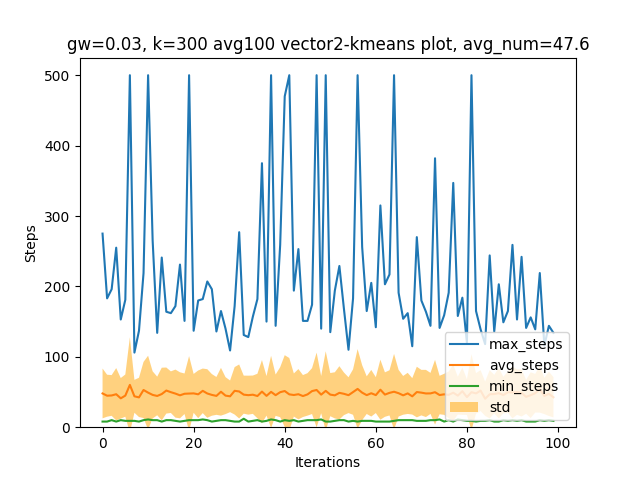 gw=0.03, k=300 avg100 vector2-kmeans plot, avg_num=47.6
500
400
300
200
100
0
Steps
max_steps
avg_steps
min_steps
std
0 20 40 60 80 100
Iterations